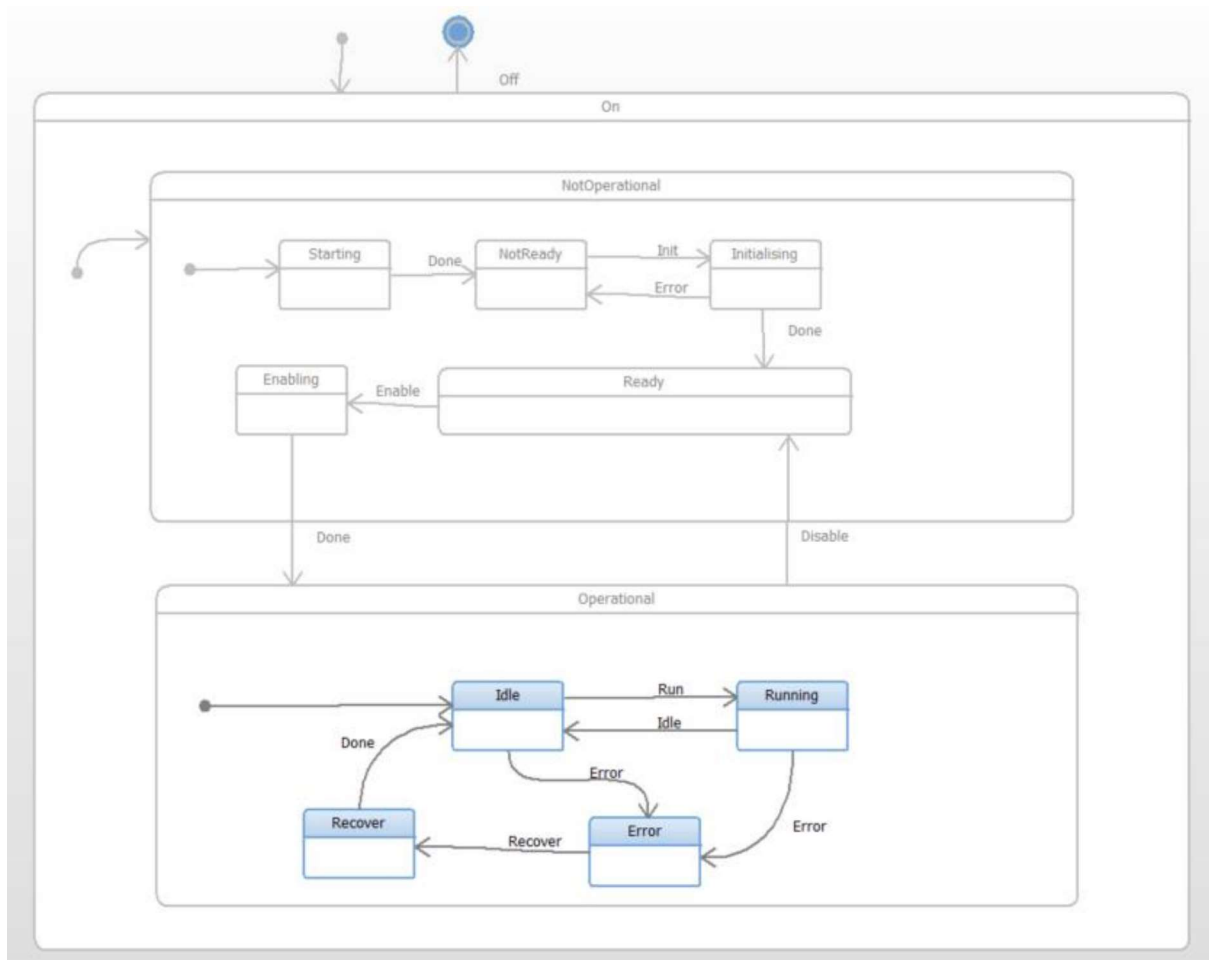 Off
On
NotOperational
Starting
Done
NotReady
Init
Initialising
Error
Done
Enabling
Enable
Ready
Done
Disable
Operational
Idle
Run
Running
Idle
Done
Error
Recover
Recover
Error
Error